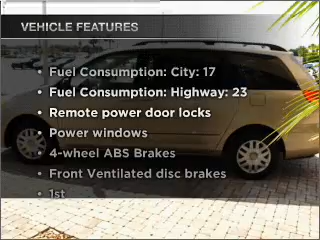 VEHICLE FEATURES
• Fuel Consumption: City: 17
• Fuel Consumption: Highway: 23
• Remote power door locks
• Power windows
• 4-wheel ABS Brakes
• Front Ventilated disc brakes
• 1st